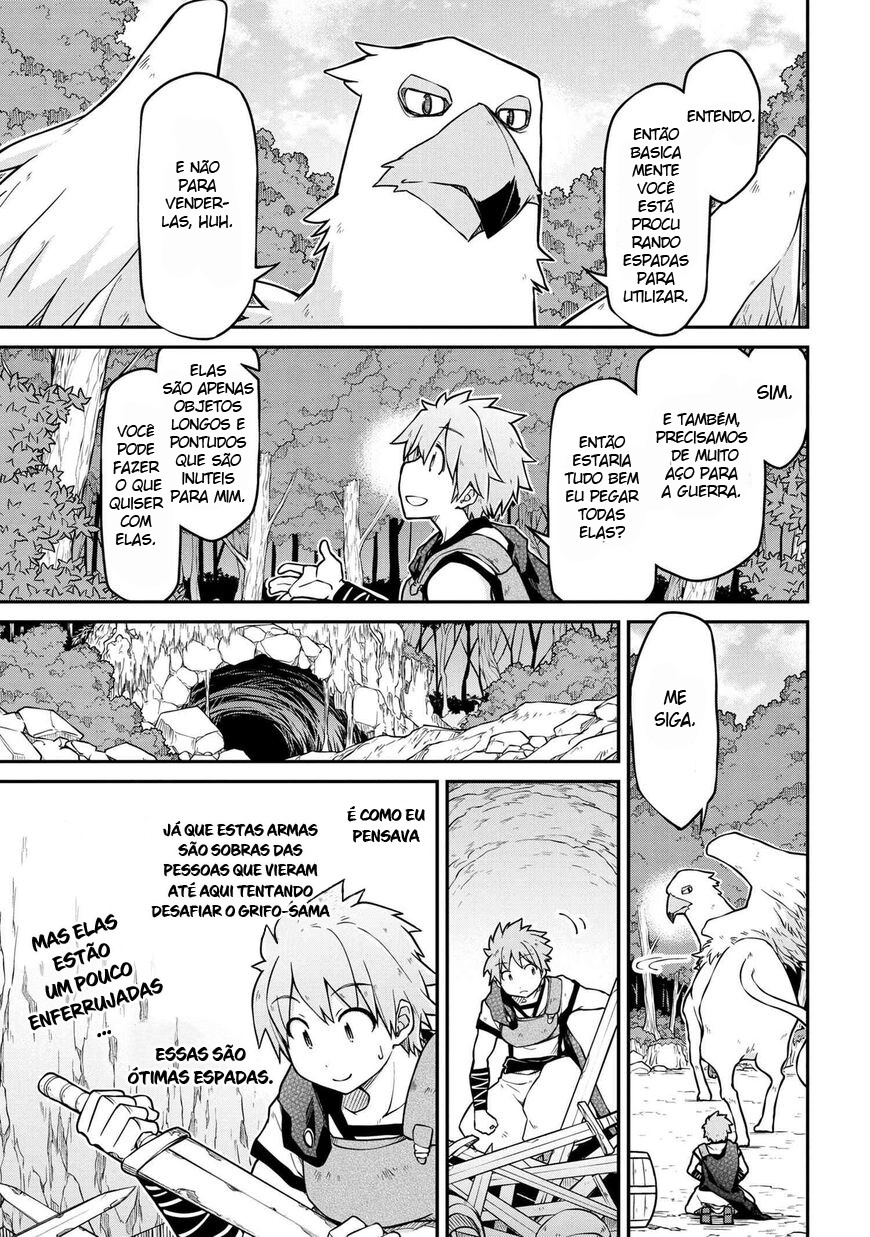 ENTENDO.
ENTÃO
BASICA
MENTE
VOCÊ
ESTÁ
PROCU
RANDO
ESPADAS
PARA
UTILIZAR.
E NÃO
PARA
VENDER-
LAS, HUH.
SIM.
E TAMBÉM,
PRECISAMOS
DE MUITO
AÇO PARA
A GUERRA.
ENTÃO
ESTARIA
TUDO BEM
EU PEGAR
TODAS
ELAS?
ELAS
SÃO APENAS
OBJETOS
LONGOS E
PONTUDOS
QUE SÃO
INUTEIS
PARA MIM.
VOCÊ
PODE
FAZER
O QUE
QUISER
COM
ELAS.
ME
SIGA.
É COMO EU
PENSAVA
JÁ QUE ESTAS ARMAS
SÃO SOBRAS DAS
PESSOAS QUE VIERAM
ATÉ AQUI TENTANDO
DESAFIAR O GRIFO-SAMA
ESSAS SÃO
ÓTIMAS ESPADAS.
MAS ELAS
ESTÃO
UM POUCO
ENFERRUJADAS
...